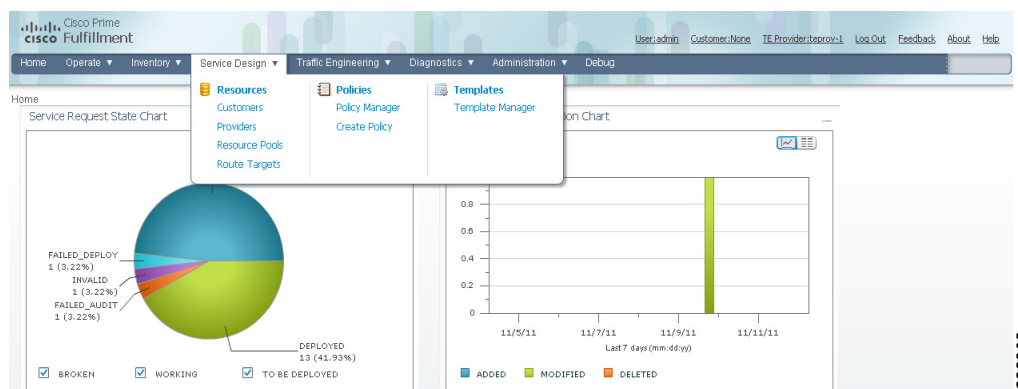 Cisco Prime
cisco Fulfillment
User:admin Customer:None TE Provider:teprov-1 Log Out Feedback About Help
Home Operate ▼ Inventory ▼ Service Design ▼ Traffic Engineering ▼ Diagnostics ▼ Administration ▼ Debug
Resources
Customers
Providers
Resource Pools
Route Targets
Policies
Policy Manager
Create Policy
Templates
Template Manager
Home
Service Request State Chart
FAILED_DEPLOY
1 (3.22%)
INVALID
1 (3.22%)
FAILED_AUDIT
1 (3.22%)
DEPLOYED
13 (41.93%)
BROKEN WORKING TO BE DEPLOYED
Chart
0.8
0.6
0.4
0.2
0
11/5/11 11/7/11 11/9/11 11/11/11
Last 7 days (mm:dd:yy)
ADDED MODIFIED DELETED